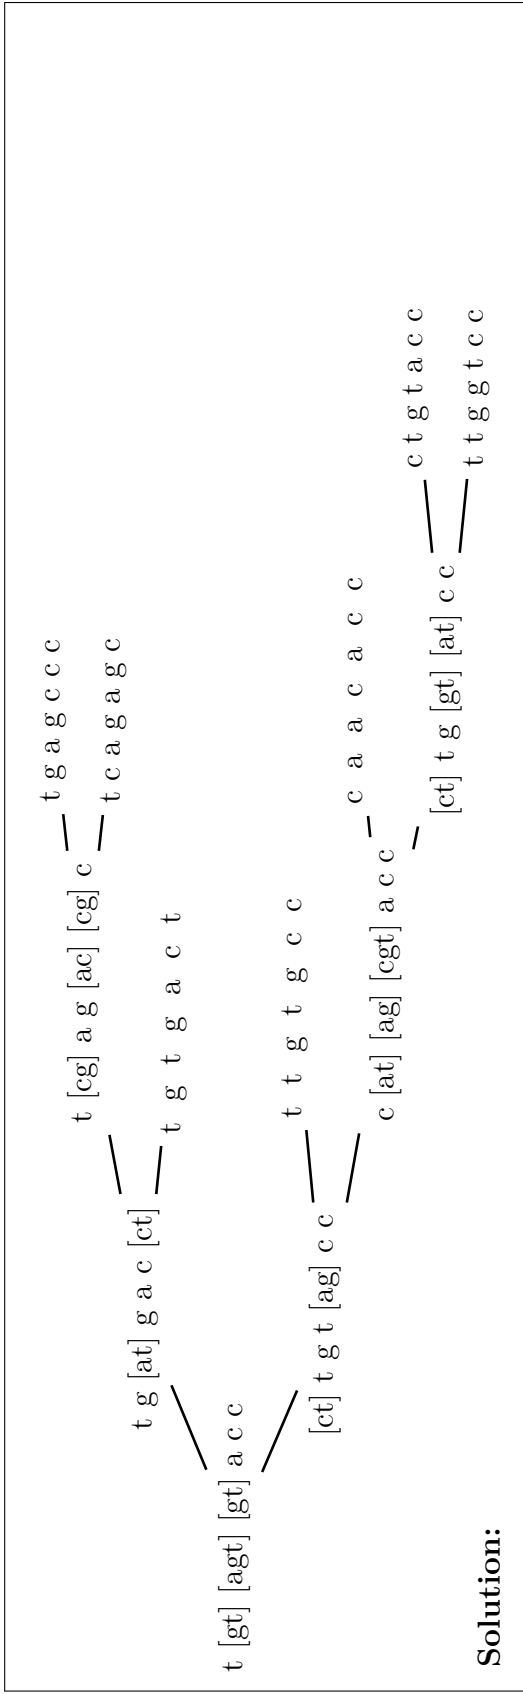 t g a g c c c
t [cg] a g [ac] [cg] c
t c a g a g c
t g [at] g a c [ct]
t g t g a c t
t [gt] [agt] [gt] a c c
t t g t g c c
[ct] t g t [ag] c c
c a a c a c c
c [at] [ag] [cgt] a c c
c t g t a c c
[ct] t g [gt] [at] c c
t t g g t c c
Solution: